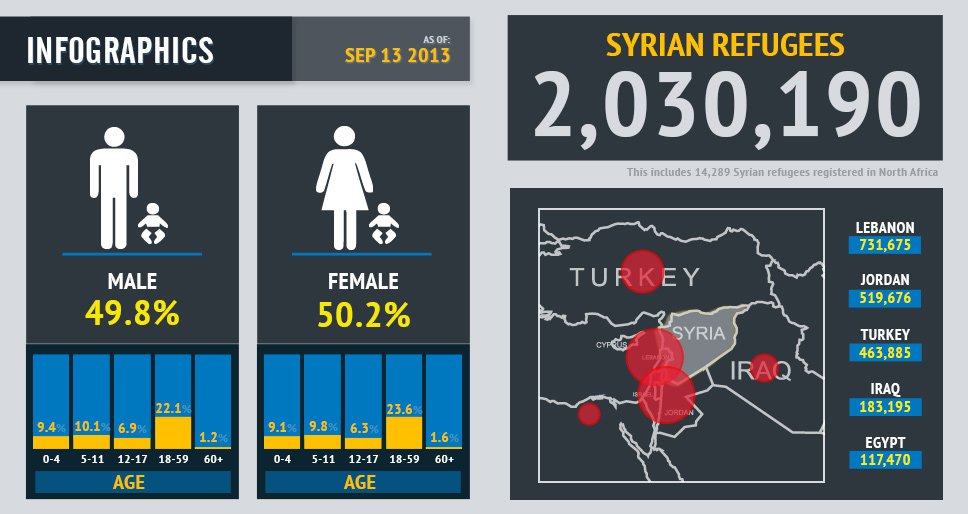 INFOGRAPHICS
AS OF:
SEP 13 2013
SYRIAN REFUGEES
2,030,190
This includes 14,289 Syrian refugees registered in North Africa
MALE
49.8%
9.4% 10.1% 6.9% 22.1% 1.2%
0-4 5-11 12-17 18-59 60+
AGE
FEMALE
50.2%
9.1% 9.8% 6.3% 23.6% 1.6%
0-4 5-11 12-17 18-59 60+
AGE
TURKEY
SYRIA
CYPRUS
LEBANON
IRAQ
ISRAEL
JORDAN
LEBANON
731,675
JORDAN
519,676
TURKEY
463,885
IRAQ
183,195
EGYPT
117,470